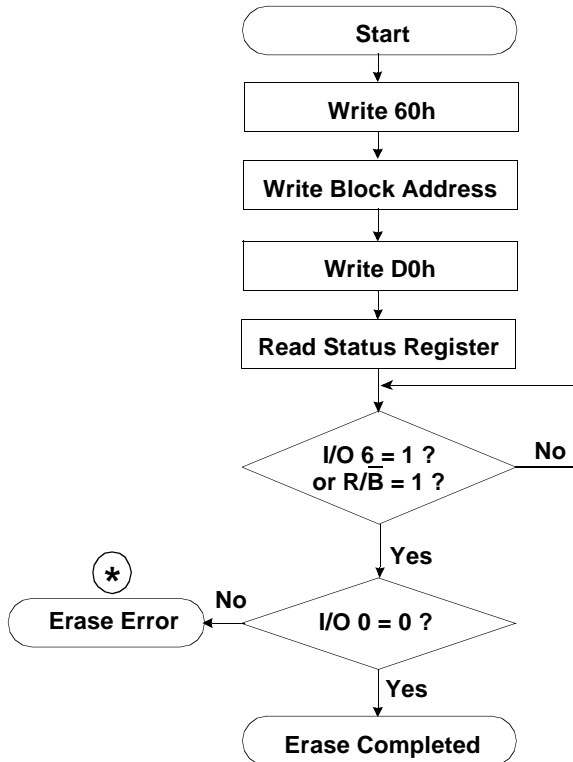 Start
Write 60h
Write Block Address
Write D0h
Read Status Register
I/O 6 = 1 ?
or R/B̅ = 1 ?
No
Yes
*
No
Erase Error
I/O 0 = 0 ?
Yes
Erase Completed